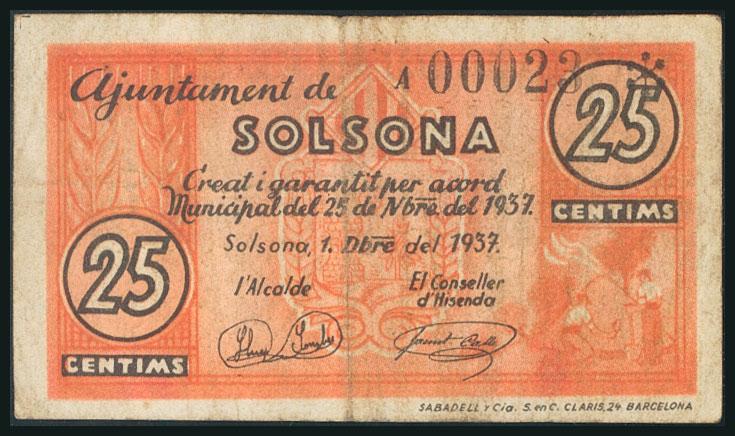 Ajuntament de
A 00023
SOLSONA
25
CENTIMS
Creat i garantit per acord
Municipal del 25 de Nbre del 1937.
Solsona, 1. Dbre del 1937.
l'Alcalde
El Conseller
d'Hisenda
25
CENTIMS
SABADELL y Cia. S. en C. CLARIS, 24 BARCELONA